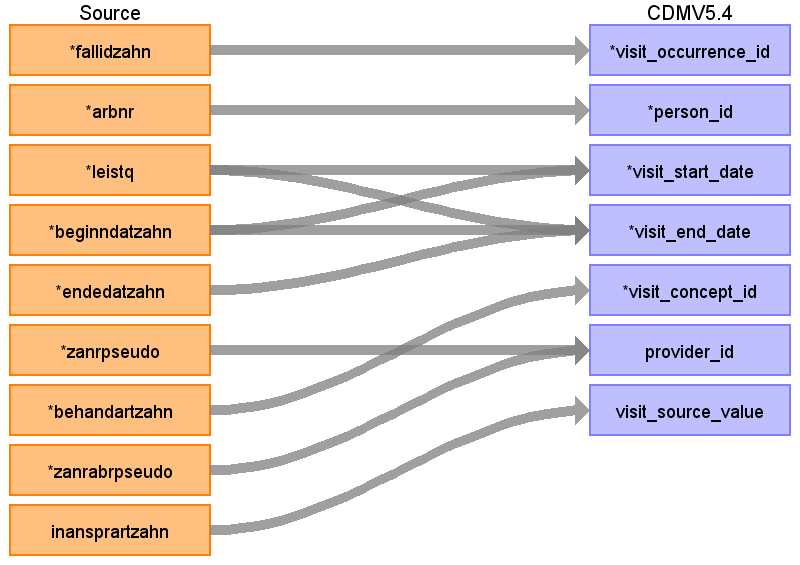 Source CDMV5.4
*fallidzahn *visit_occurrence_id
*arbnr *person_id
*leistq *visit_start_date
*beginndatzahn *visit_end_date
*endedatzahn *visit_concept_id
*zanrpseudo provider_id
*behandartzahn visit_source_value
*zanrabrpseudo
inansprartzahn